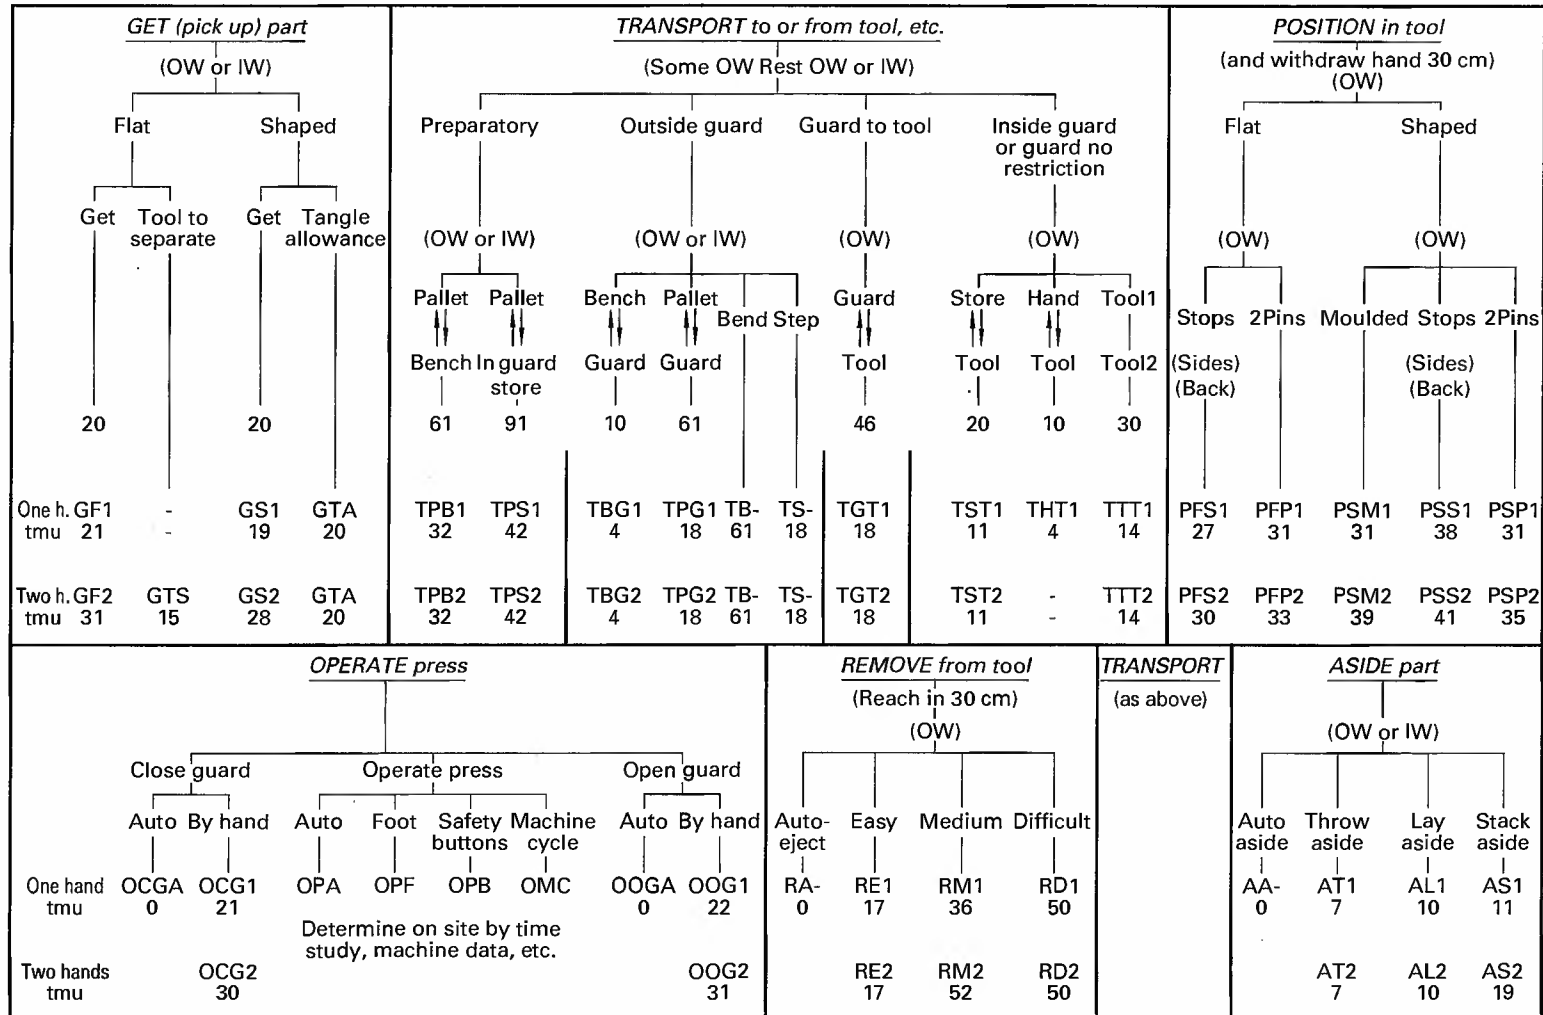 GET (pick up) part
(OW or IW)
Flat Shaped
Get Tool to separate Get Tangle allowance
20 20
One h. GF1 - GS1 GTA
tmu 21 - 19 20
Two h. GF2 GTS GS2 GTA
tmu 31 15 28 20
TRANSPORT to or from tool, etc.
(Some OW Rest OW or IW)
Preparatory Outside guard Guard to tool Inside guard
or guard no
restriction
(OW or IW) (OW or IW) (OW) (OW)
Pallet Pallet Bench Pallet Bend Step Guard Store Hand Tool1
Bench In guard store Guard Guard Tool Tool Tool Tool2
61 91 10 61 46 20 10 30
TPB1 TPS1 TBG1 TPG1 TB- TS- TGT1 TST1 THT1 TTT1
32 42 4 18 61 18 18 11 4 14
TPB2 TPS2 TBG2 TPG2 TB- TS- TGT2 TST2 - TTT2
32 42 4 18 61 18 18 11 - 14
POSITION in tool
(and withdraw hand 30 cm)
(OW)
Flat Shaped
(OW) (OW)
Stops 2Pins Moulded Stops 2Pins
(Sides) (Sides)
(Back) (Back)
PFS1 PFP1 PSM1 PSS1 PSP1
27 31 31 38 31
PFS2 PFP2 PSM2 PSS2 PSP2
30 33 39 41 35
OPERATE press
Close guard Operate press Open guard
Auto By hand Auto Foot Safety buttons Machine cycle Auto By hand
One hand OCGA OCG1 OPA OPF OPB OMC OOGA OOG1
tmu 0 21 0 22
Determine on site by time
study, machine data, etc.
Two hands OCG2 OOG2
tmu 30 31
REMOVE from tool
(Reach in 30 cm)
(OW)
Auto-eject Easy Medium Difficult
RA- RE1 RM1 RD1
0 17 36 50
RE2 RM2 RD2
17 52 50
TRANSPORT
(as above)
ASIDE part
(OW or IW)
Auto aside Throw aside Lay aside Stack aside
AA- AT1 AL1 AS1
0 7 10 11
AT2 AL2 AS2
7 10 19